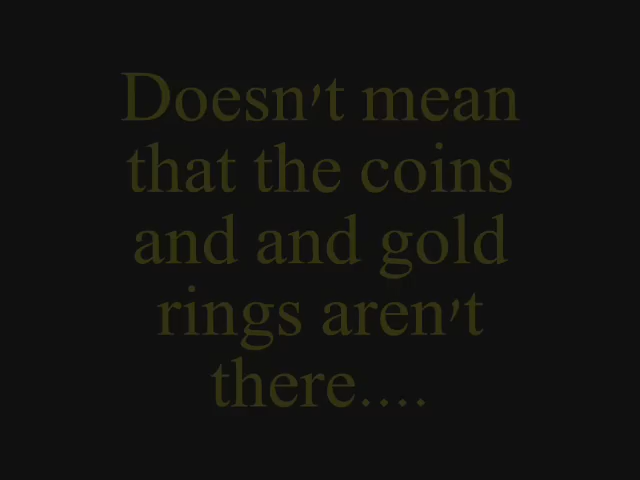 Doesn't mean
that the coins
and and gold
rings aren't
there....